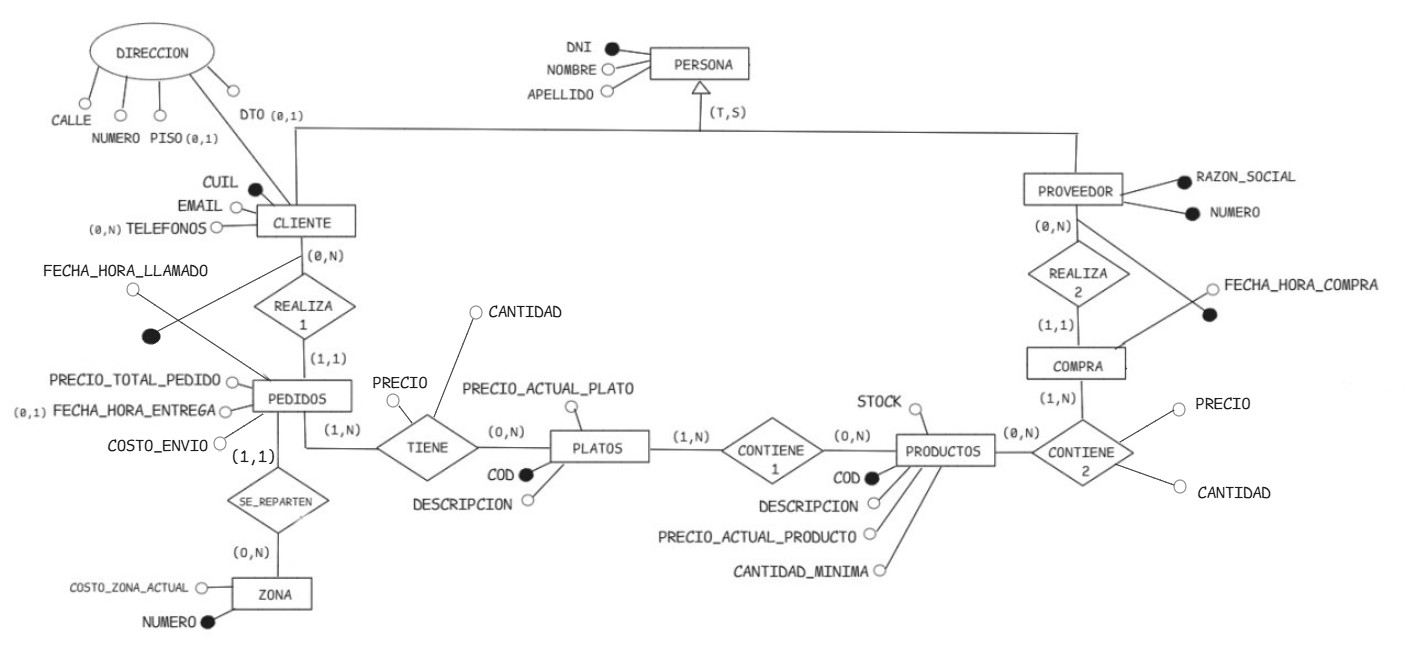 DIRECCION
CALLE
NUMERO
PISO (0,1)
DTO (0,1)
DNI
NOMBRE
APELLIDO
PERSONA
(T,S)
CUIL
EMAIL
(0,N) TELEFONOS
CLIENTE
(0,N)
REALIZA
1
(1,1)
FECHA_HORA_LLAMADO
PRECIO_TOTAL_PEDIDO
(0,1) FECHA_HORA_ENTREGA
COSTO_ENVIO
PEDIDOS
(1,1)
SE_REPARTEN
(0,N)
COSTO_ZONA_ACTUAL
NUMERO
ZONA
(1,N)
PRECIO
CANTIDAD
TIENE
(0,N)
PRECIO_ACTUAL_PLATO
PLATOS
COD
DESCRIPCION
(1,N)
CONTIENE
1
(0,N)
STOCK
PRODUCTOS
COD
DESCRIPCION
PRECIO_ACTUAL_PRODUCTO
CANTIDAD_MINIMA
(0,N)
CONTIENE
2
PRECIO
CANTIDAD
(1,N)
COMPRA
FECHA_HORA_COMPRA
(1,1)
REALIZA
2
(0,N)
PROVEEDOR
RAZON_SOCIAL
NUMERO